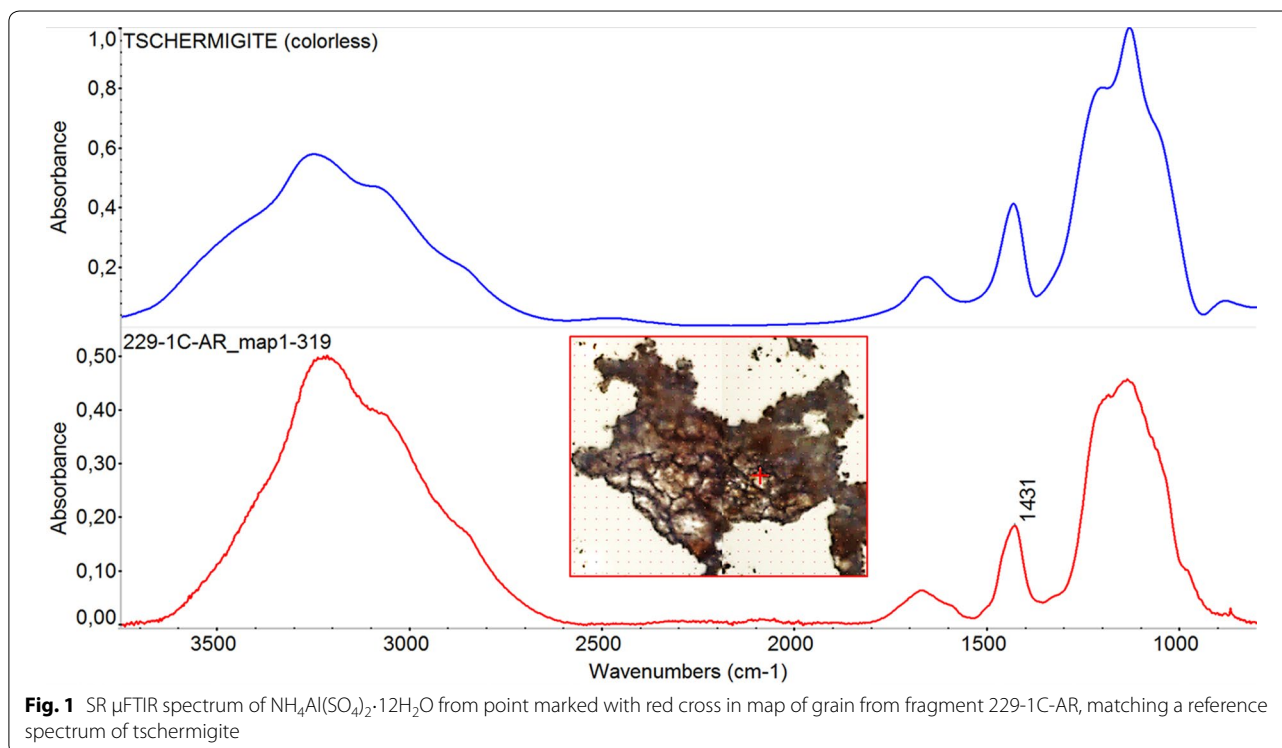 TSCHERMIGITE (colorless)
1,0
0,8
0,6
0,4
0,2
Absorbance
229-1C-AR_map1-319
0,50
0,40
0,30
0,20
0,10
0,00
Absorbance
1431
3500 3000 2500 2000 1500 1000
Wavenumbers (cm-1)
Fig. 1 SR µFTIR spectrum of NH₄Al(SO₄)₂·12H₂O from point marked with red cross in map of grain from fragment 229-1C-AR, matching a reference
spectrum of tschermigite